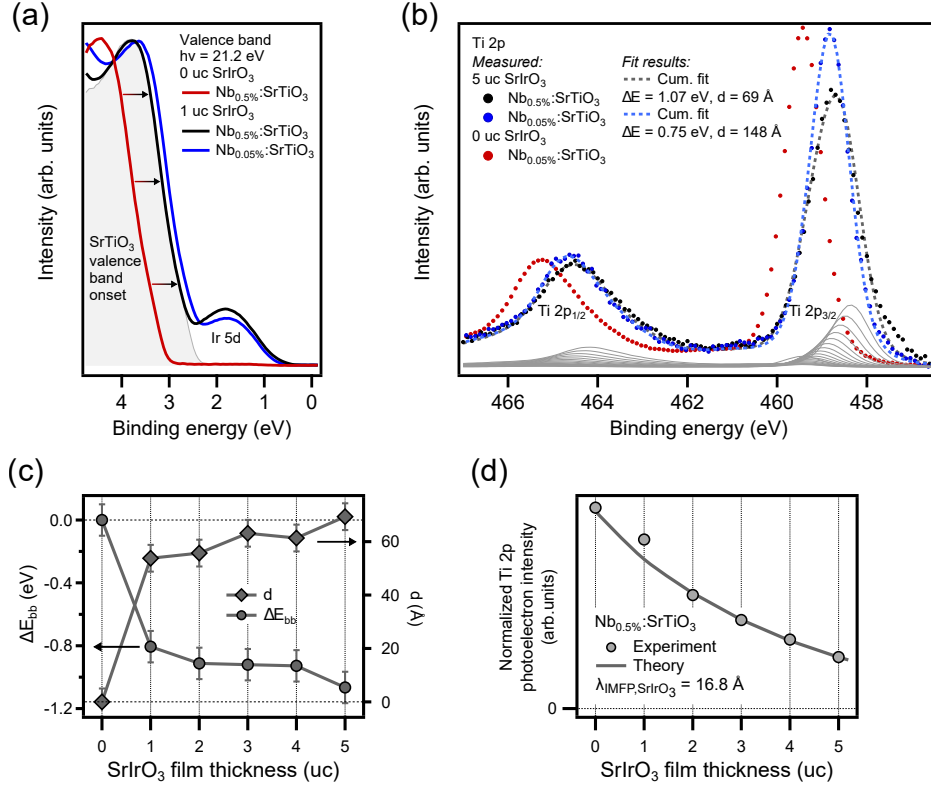 (a)
Valence band
hν = 21.2 eV
0 uc SrIrO₃
Nb₀.₅%:SrTiO₃
1 uc SrIrO₃
Nb₀.₅%:SrTiO₃
Nb₀.₀₅%:SrTiO₃
SrTiO₃
valence
band
onset
Ir 5d
Intensity (arb. units)
4 3 2 1 0
Binding energy (eV)
(b)
Ti 2p
Measured:
5 uc SrIrO₃
Nb₀.₅%:SrTiO₃
Nb₀.₀₅%:SrTiO₃
0 uc SrIrO₃
Nb₀.₀₅%:SrTiO₃
Fit results:
Cum. fit
ΔE = 1.07 eV, d = 69 Å
Cum. fit
ΔE = 0.75 eV, d = 148 Å
Ti 2p₁/₂
Ti 2p₃/₂
Intensity (arb. units)
466 464 462 460 458
Binding energy (eV)
(c)
0.0
-0.4
-0.8
-1.2
ΔE_bb (eV)
d
ΔE_bb
60
40
20
0
d (Å)
0 1 2 3 4 5
SrIrO₃ film thickness (uc)
(d)
Normalized Ti 2p
photoelectron intensity
(arb.units)
0
Nb₀.₅%:SrTiO₃
Experiment
Theory
λ_IMFP,SrIrO₃ = 16.8 Å
0 1 2 3 4 5
SrIrO₃ film thickness (uc)